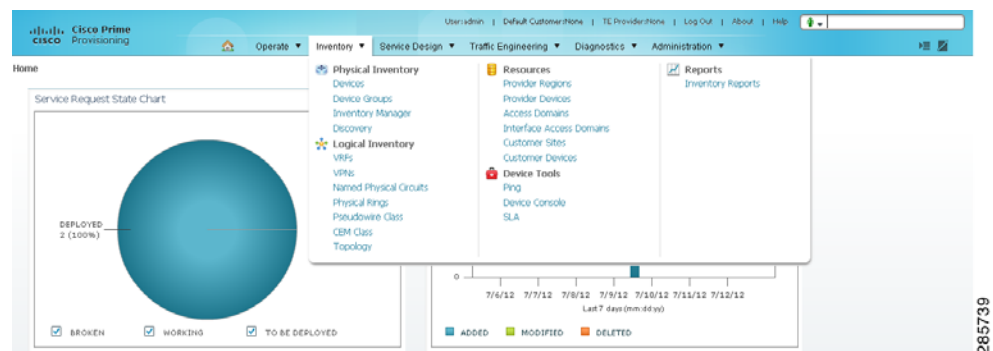 User:admin | Default Customer:None | TE Provider:None | Log Out | About | Help
Cisco Prime
CISCO Provisioning
Operate Inventory Service Design Traffic Engineering Diagnostics Administration
Home
Service Request State Chart
DEPLOYED
2 (100%)
BROKEN WORKING TO BE DEPLOYED
Physical Inventory
Devices
Device Groups
Inventory Manager
Discovery
Logical Inventory
VRFs
VPNs
Named Physical Circuits
Physical Rings
Pseudowire Class
CEM Class
Topology
Resources
Provider Regions
Provider Devices
Access Domains
Interface Access Domains
Customer Sites
Customer Devices
Device Tools
Ping
Device Console
SLA
Reports
Inventory Reports
0
7/6/12 7/7/12 7/8/12 7/9/12 7/10/12 7/11/12 7/12/12
Last 7 days (mm:dd:yy)
ADDED MODIFIED DELETED
285739